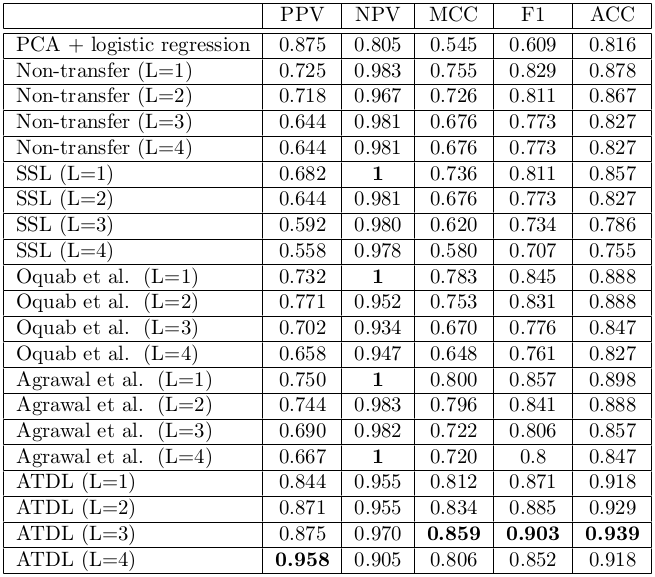 PPV NPV MCC F1 ACC
PCA + logistic regression 0.875 0.805 0.545 0.609 0.816
Non-transfer (L=1) 0.725 0.983 0.755 0.829 0.878
Non-transfer (L=2) 0.718 0.967 0.726 0.811 0.867
Non-transfer (L=3) 0.644 0.981 0.676 0.773 0.827
Non-transfer (L=4) 0.644 0.981 0.676 0.773 0.827
SSL (L=1) 0.682 1 0.736 0.811 0.857
SSL (L=2) 0.644 0.981 0.676 0.773 0.827
SSL (L=3) 0.592 0.980 0.620 0.734 0.786
SSL (L=4) 0.558 0.978 0.580 0.707 0.755
Oquab et al. (L=1) 0.732 1 0.783 0.845 0.888
Oquab et al. (L=2) 0.771 0.952 0.753 0.831 0.888
Oquab et al. (L=3) 0.702 0.934 0.670 0.776 0.847
Oquab et al. (L=4) 0.658 0.947 0.648 0.761 0.827
Agrawal et al. (L=1) 0.750 1 0.800 0.857 0.898
Agrawal et al. (L=2) 0.744 0.983 0.796 0.841 0.888
Agrawal et al. (L=3) 0.690 0.982 0.722 0.806 0.857
Agrawal et al. (L=4) 0.667 1 0.720 0.8 0.847
ATDL (L=1) 0.844 0.955 0.812 0.871 0.918
ATDL (L=2) 0.871 0.955 0.834 0.885 0.929
ATDL (L=3) 0.875 0.970 0.859 0.903 0.939
ATDL (L=4) 0.958 0.905 0.806 0.852 0.918